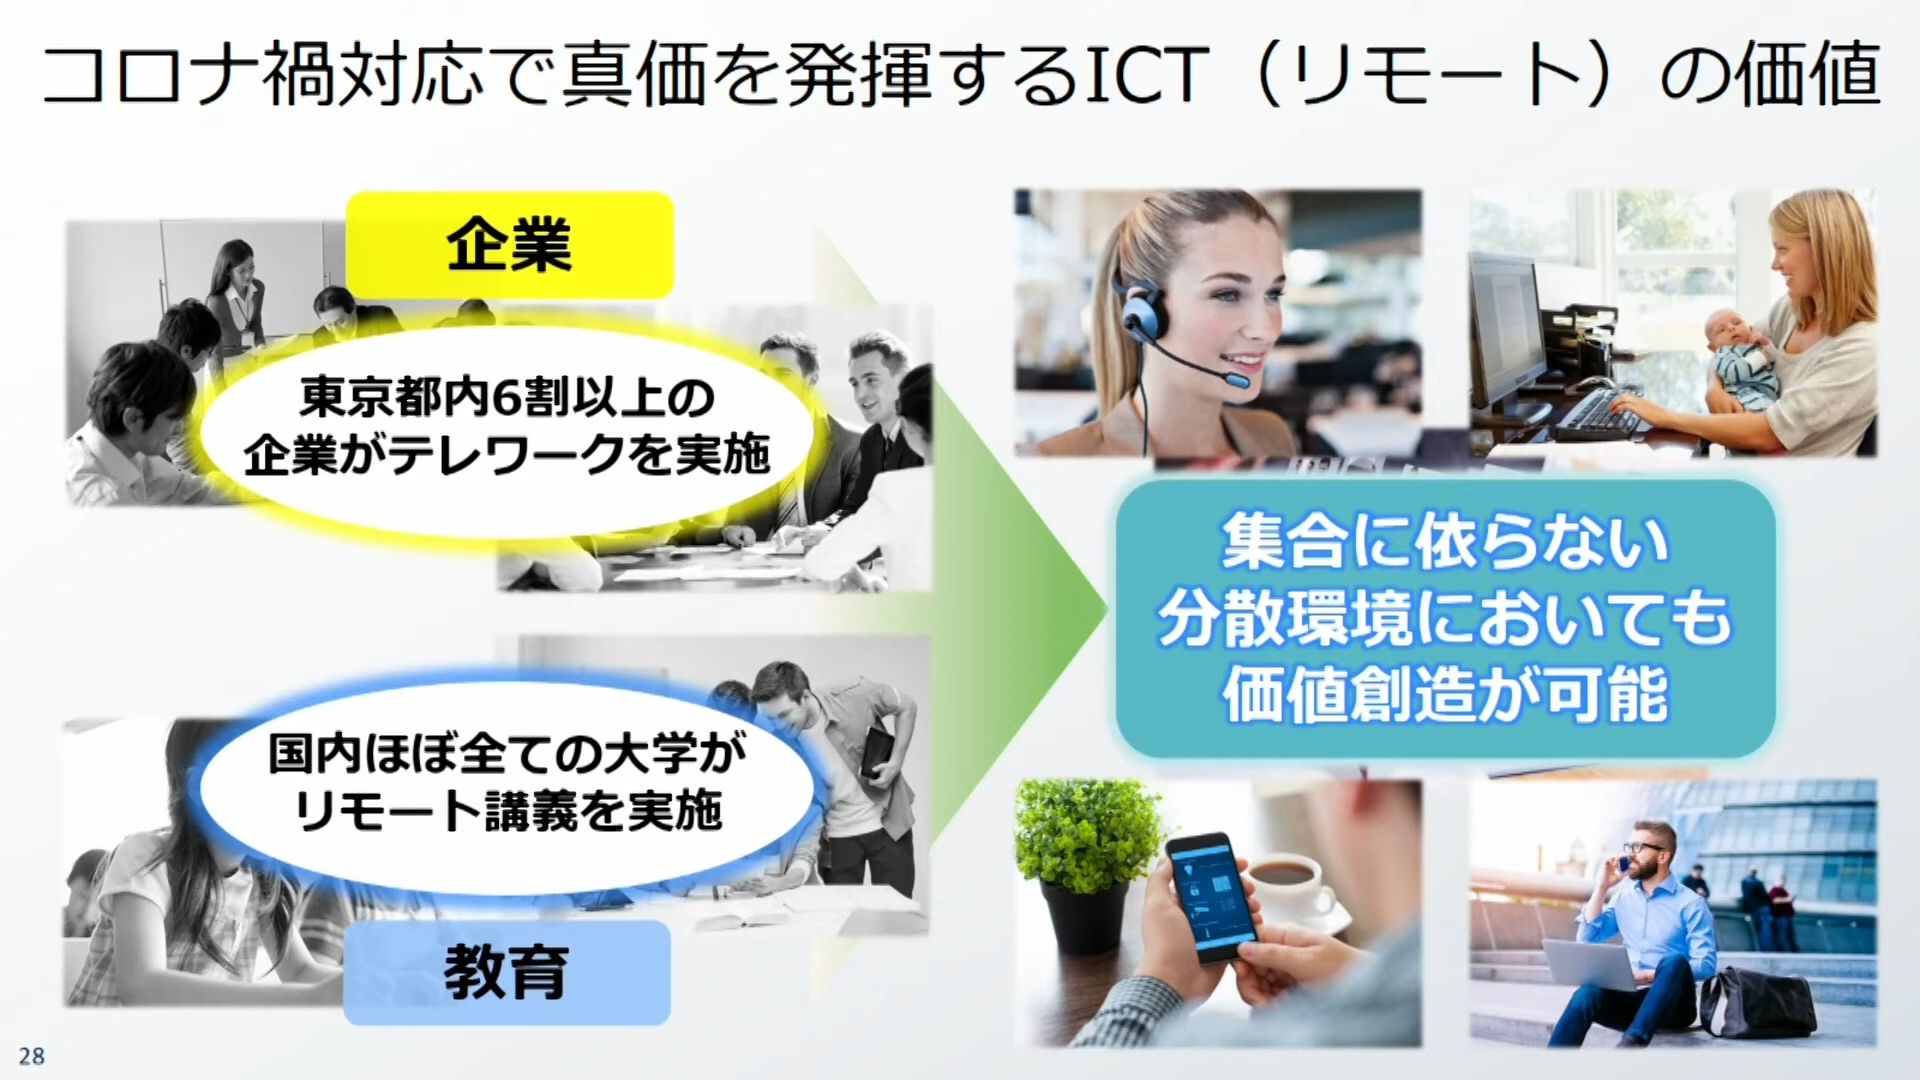 コロナ禍対応で真価を発揮するICT（リモート）の価値
企業
東京都内6割以上の
企業がテレワークを実施
国内ほぼ全ての大学が
リモート講義を実施
教育
集合に依らない
分散環境においても
価値創造が可能
28